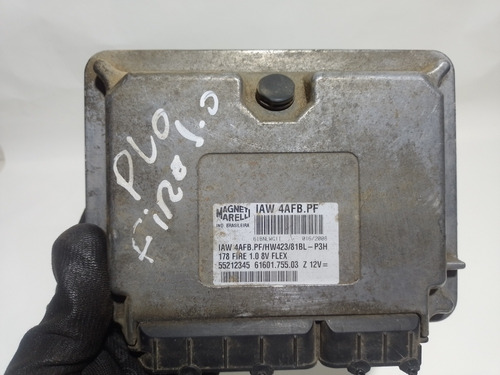 PLO
FiRe 1.0
MAGNETI
MARELLI
IND. BRASILEIRA
IAW 4AFB.PF
IAW 4AFB.PF/HW423/81BL-P3H
178 FIRE 1.0 8V FLEX
55212345 61601.755.03 Z 12V=